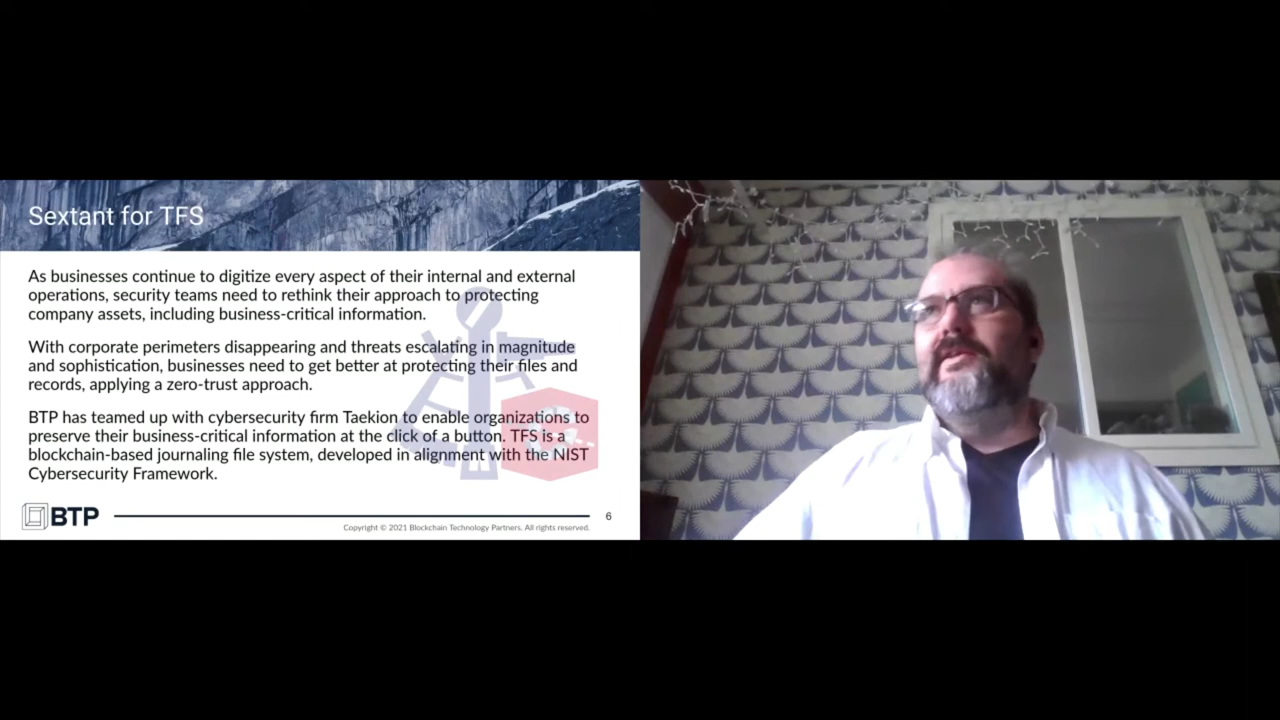 Sextant for TFS
As businesses continue to digitize every aspect of their internal and external
operations, security teams need to rethink their approach to protecting
company assets, including business-critical information.
With corporate perimeters disappearing and threats escalating in magnitude
and sophistication, businesses need to get better at protecting their files and
records, applying a zero-trust approach.
BTP has teamed up with cybersecurity firm Taekion to enable organizations to
preserve their business-critical information at the click of a button. TFS is a
blockchain-based journaling file system, developed in alignment with the NIST
Cybersecurity Framework.
BTP
6
Copyright © 2021 Blockchain Technology Partners. All rights reserved.